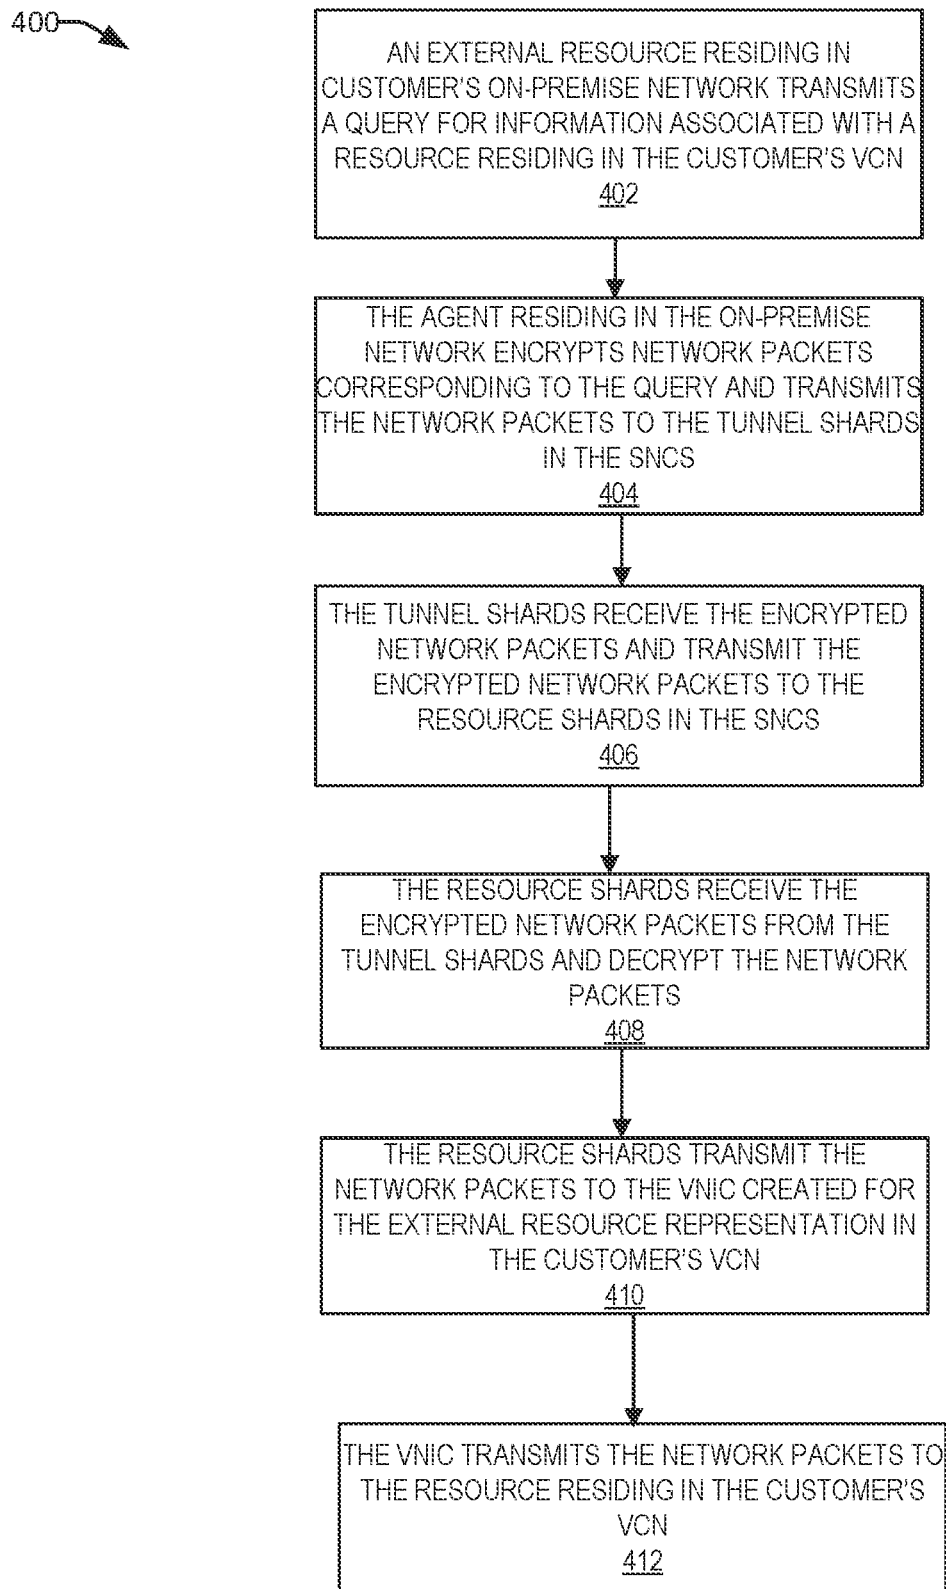 400
AN EXTERNAL RESOURCE RESIDING IN
CUSTOMER'S ON-PREMISE NETWORK TRANSMITS
A QUERY FOR INFORMATION ASSOCIATED WITH A
RESOURCE RESIDING IN THE CUSTOMER'S VCN
402
THE AGENT RESIDING IN THE ON-PREMISE
NETWORK ENCRYPTS NETWORK PACKETS
CORRESPONDING TO THE QUERY AND TRANSMITS
THE NETWORK PACKETS TO THE TUNNEL SHARDS
IN THE SNCS
404
THE TUNNEL SHARDS RECEIVE THE ENCRYPTED
NETWORK PACKETS AND TRANSMIT THE
ENCRYPTED NETWORK PACKETS TO THE
RESOURCE SHARDS IN THE SNCS
406
THE RESOURCE SHARDS RECEIVE THE
ENCRYPTED NETWORK PACKETS FROM THE
TUNNEL SHARDS AND DECRYPT THE NETWORK
PACKETS
408
THE RESOURCE SHARDS TRANSMIT THE
NETWORK PACKETS TO THE VNIC CREATED FOR
THE EXTERNAL RESOURCE REPRESENTATION IN
THE CUSTOMER'S VCN
410
THE VNIC TRANSMITS THE NETWORK PACKETS TO
THE RESOURCE RESIDING IN THE CUSTOMER'S
VCN
412